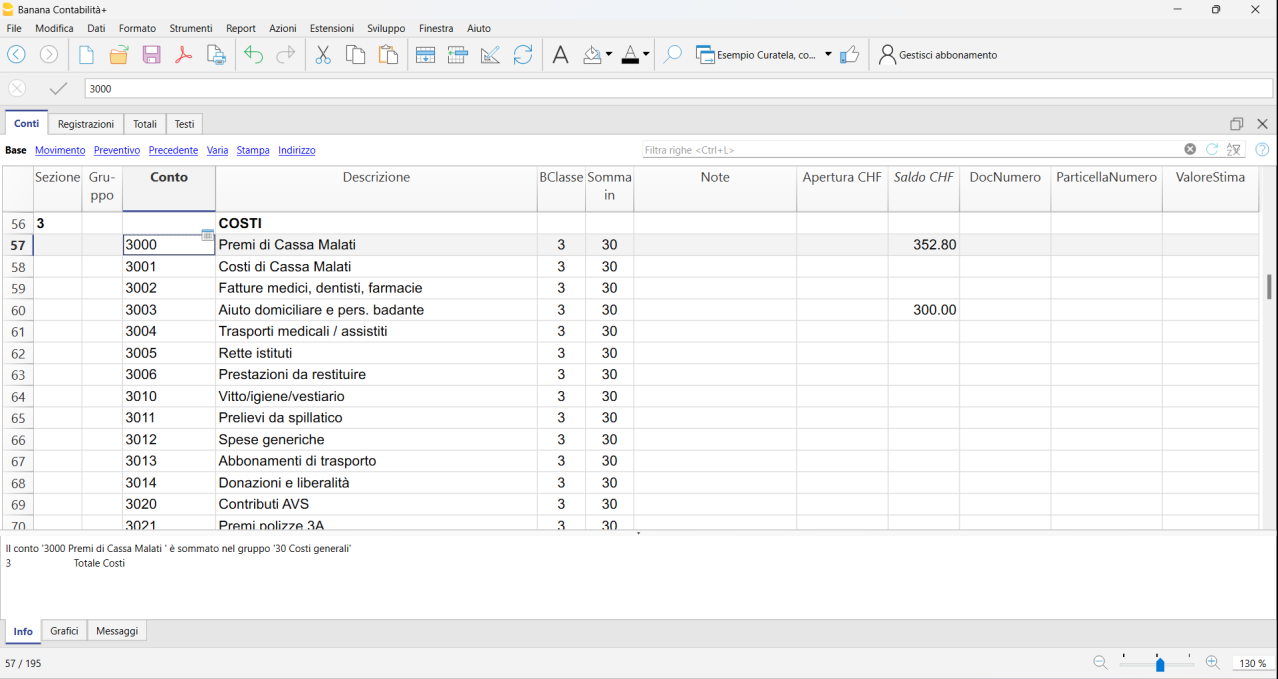 Banana Contabilità+
File Modifica Dati Formato Strumenti Report Azioni Estensioni Sviluppo Finestra Aiuto
Esempio Curatela, co... Gestisci abbonamento
3000
Conti Registrazioni Totali Testi
Base Movimento Preventivo Precedente Varia Stampa Indirizzo Filtra righe <Ctrl+L>
Sezione Gru- Conto Descrizione BClasse Somma Note Apertura CHF Saldo CHF DocNumero ParticellaNumero ValoreStima
ppo in
56 3 COSTI
57 3000 Premi di Cassa Malati 3 30 352.80
58 3001 Costi di Cassa Malati 3 30
59 3002 Fatture medici, dentisti, farmacie 3 30
60 3003 Aiuto domiciliare e pers. badante 3 30 300.00
61 3004 Trasporti medicali / assistiti 3 30
62 3005 Rette istituti 3 30
63 3006 Prestazioni da restituire 3 30
64 3010 Vitto/igiene/vestiario 3 30
65 3011 Prelievi da spillatico 3 30
66 3012 Spese generiche 3 30
67 3013 Abbonamenti di trasporto 3 30
68 3014 Donazioni e liberalità 3 30
69 3020 Contributi AVS 3 30
70 3021 Premi polizze 3A 3 30
Il conto '3000 Premi di Cassa Malati ' è sommato nel gruppo '30 Costi generali'
3 Totale Costi
Info Grafici Messaggi
57 / 195 130 %